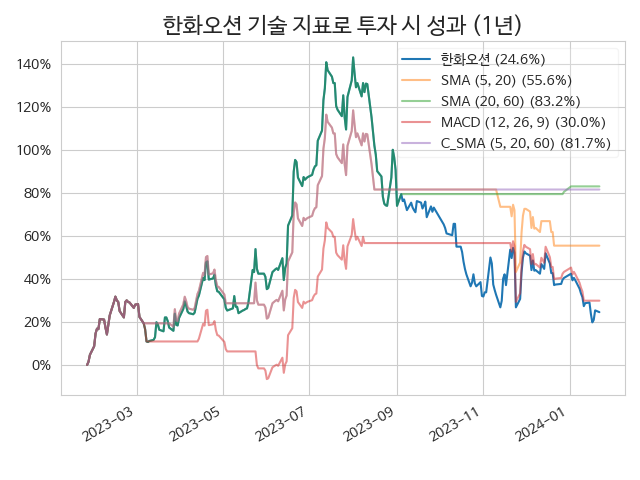 한화오션 기술 지표로 투자 시 성과 (1년)
한화오션 (24.6%)
SMA (5, 20) (55.6%)
SMA (20, 60) (83.2%)
MACD (12, 26, 9) (30.0%)
C_SMA (5, 20, 60) (81.7%)
140%
120%
100%
80%
60%
40%
20%
0%
2023-03
2023-05
2023-07
2023-09
2023-11
2024-01